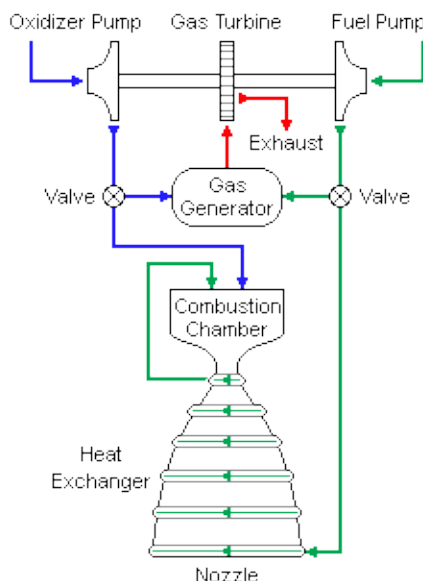 Oxidizer Pump Gas Turbine Fuel Pump
Exhaust
Valve
Gas
Generator
Valve
Combustion
Chamber
Heat
Exchanger
Nozzle